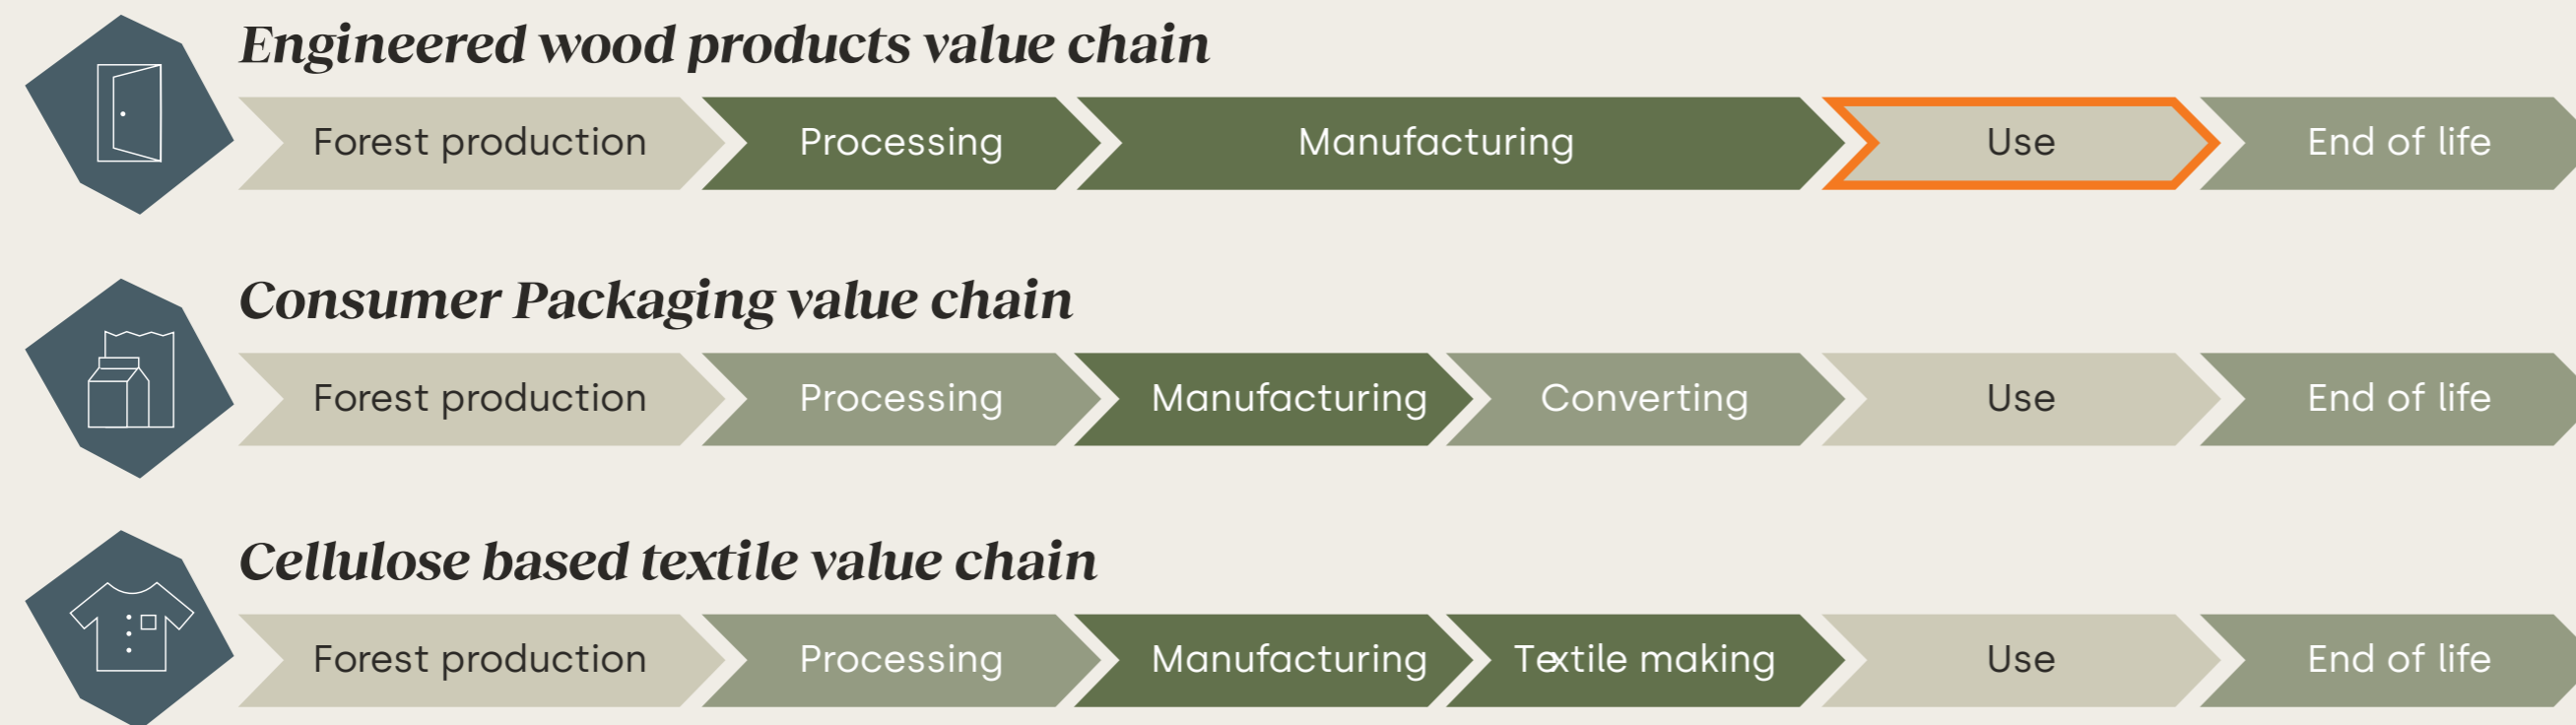 Engineered wood products value chain
Forest production Processing Manufacturing Use End of life
Consumer Packaging value chain
Forest production Processing Manufacturing Converting Use End of life
Cellulose based textile value chain
Forest production Processing Manufacturing Textile making Use End of life